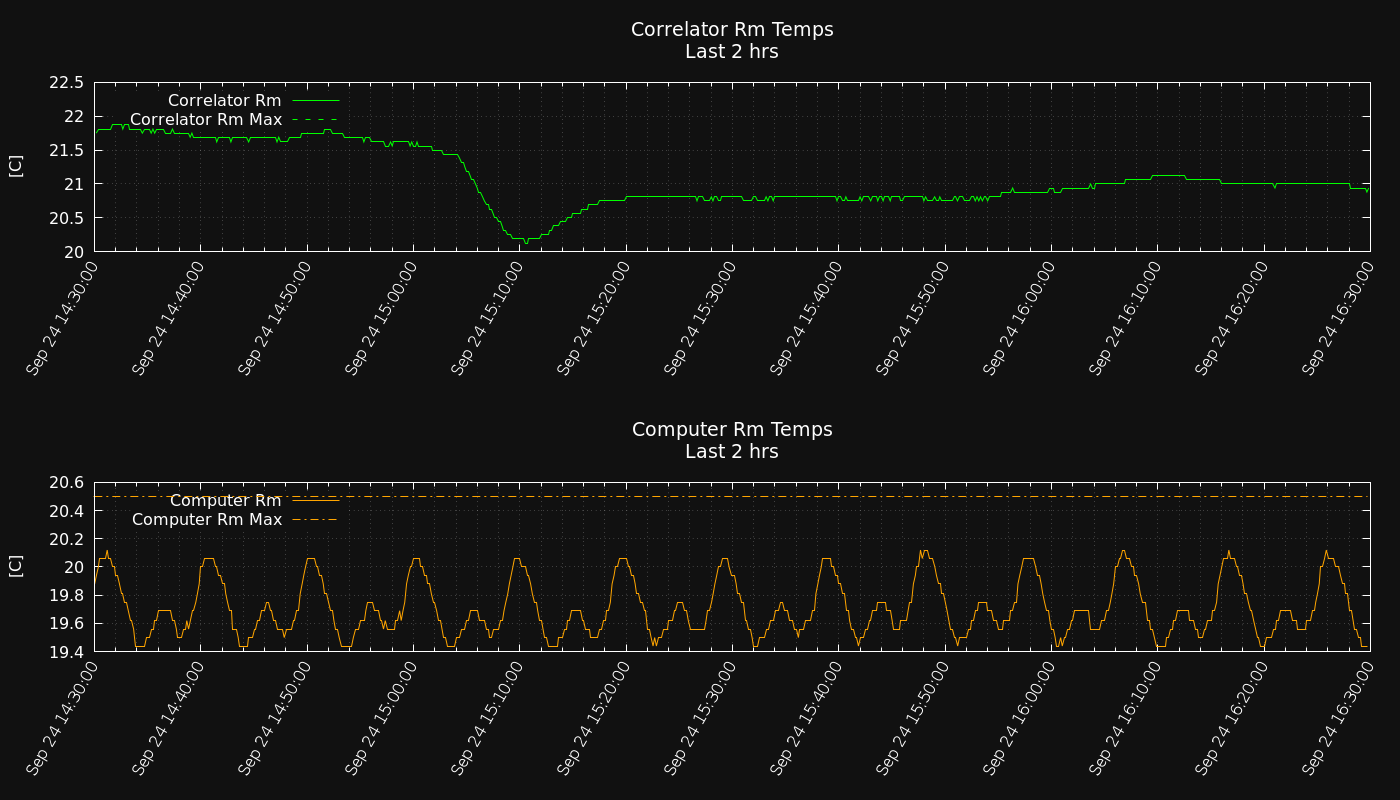 Correlator Rm Temps
Last 2 hrs
22.5
22
21.5
21
20.5
20
[C]
Correlator Rm
Correlator Rm Max
Sep 24 14:30:00
Sep 24 14:40:00
Sep 24 14:50:00
Sep 24 15:00:00
Sep 24 15:10:00
Sep 24 15:20:00
Sep 24 15:30:00
Sep 24 15:40:00
Sep 24 15:50:00
Sep 24 16:00:00
Sep 24 16:10:00
Sep 24 16:20:00
Sep 24 16:30:00
Computer Rm Temps
Last 2 hrs
20.6
20.4
20.2
20
19.8
19.6
19.4
[C]
Computer Rm
Computer Rm Max
Sep 24 14:30:00
Sep 24 14:40:00
Sep 24 14:50:00
Sep 24 15:00:00
Sep 24 15:10:00
Sep 24 15:20:00
Sep 24 15:30:00
Sep 24 15:40:00
Sep 24 15:50:00
Sep 24 16:00:00
Sep 24 16:10:00
Sep 24 16:20:00
Sep 24 16:30:00